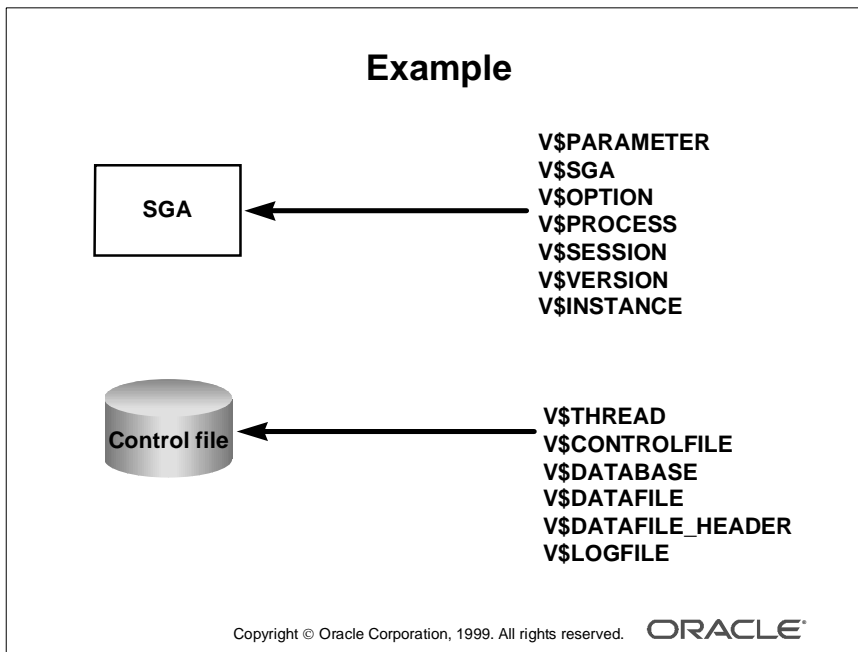 Example
SGA
V$PARAMETER
V$SGA
V$OPTION
V$PROCESS
V$SESSION
V$VERSION
V$INSTANCE
Control file
V$THREAD
V$CONTROLFILE
V$DATABASE
V$DATAFILE
V$DATAFILE_HEADER
V$LOGFILE
Copyright © Oracle Corporation, 1999. All rights reserved.
ORACLE®